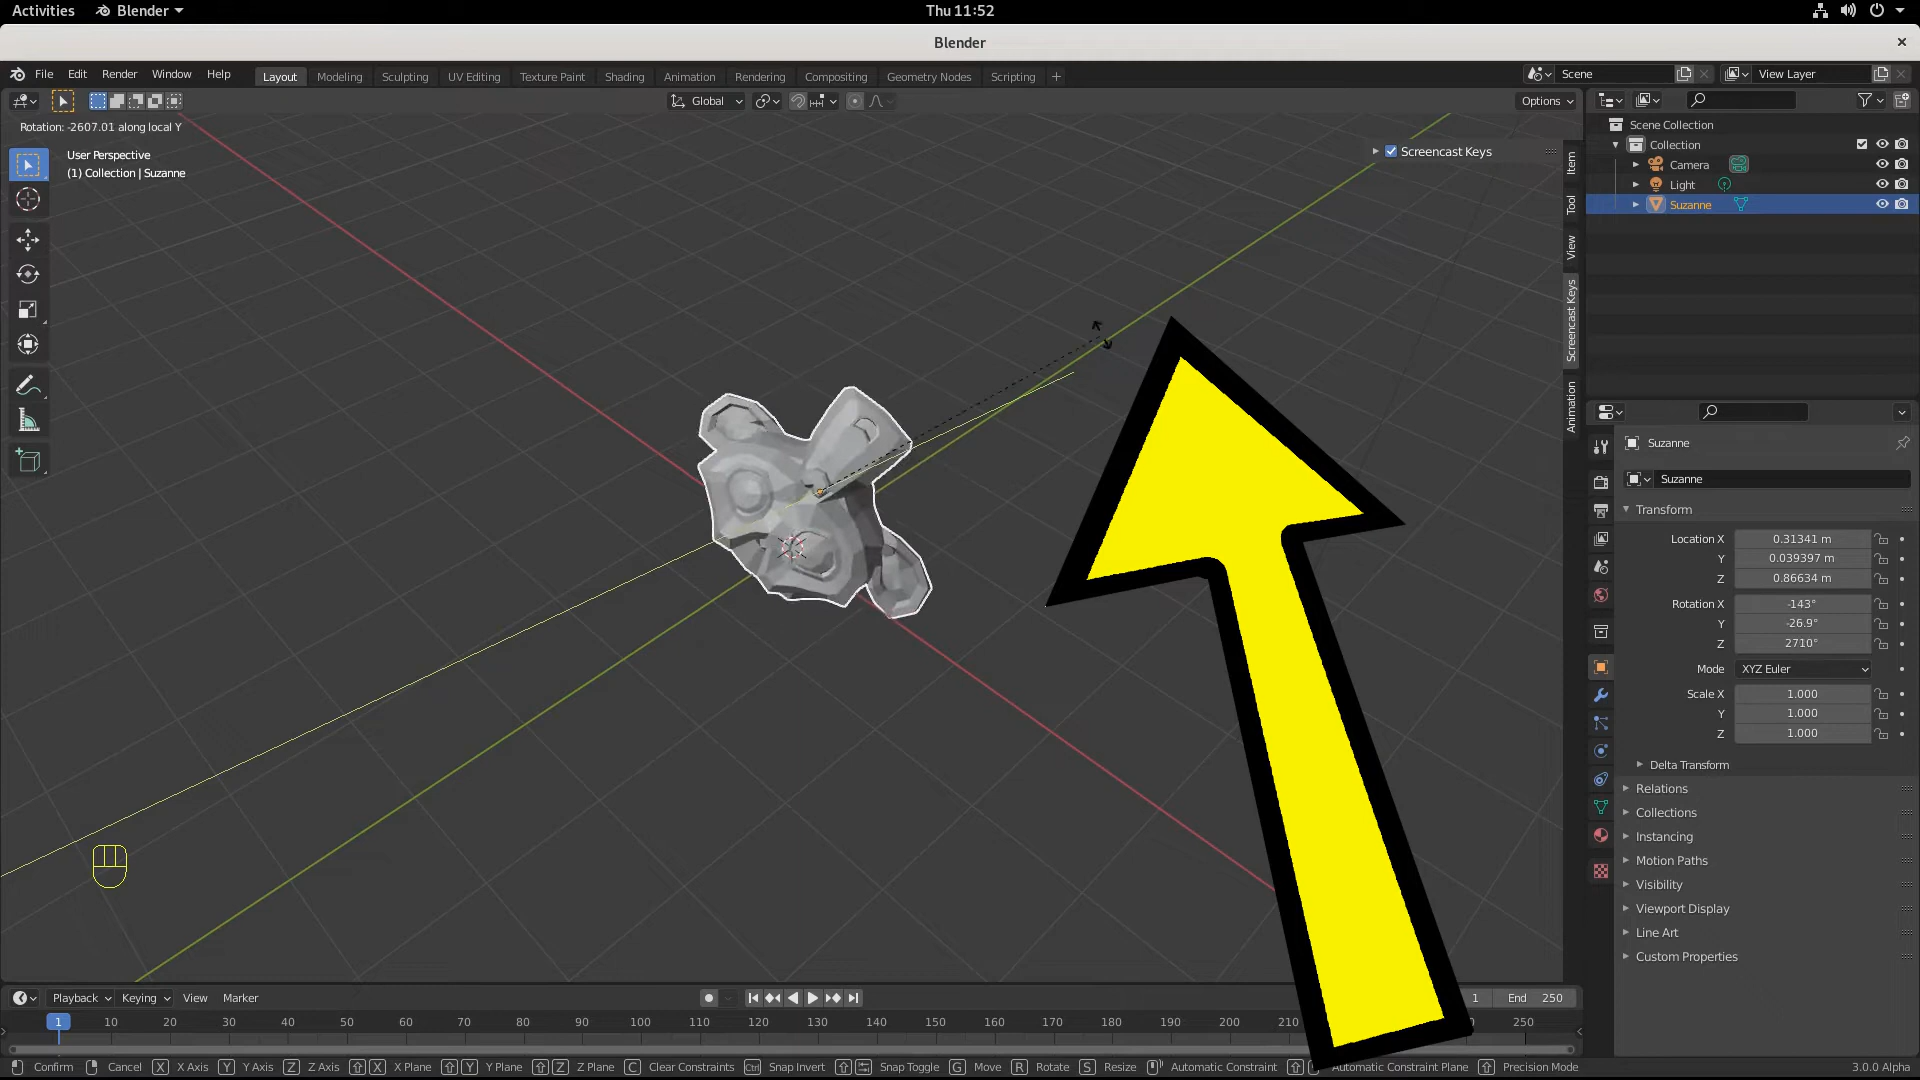 Activities Blender Thu 11:52
Blender
File Edit Render Window Help Layout Modeling Sculpting UV Editing Texture Paint Shading Animation Rendering Compositing Geometry Nodes Scripting + Scene View Layer
Global Options
Rotation: -2607.01 along local Y
User Perspective
(1) Collection | Suzanne
Screencast Keys
Item
Tool
View
Screencast Keys
Animation
Scene Collection
Collection
Camera
Light
Suzanne
Suzanne
Suzanne
Transform
Location X 0.31341 m
Y 0.039397 m
Z 0.86634 m
Rotation X -143°
Y -26.9°
Z 2710°
Mode XYZ Euler
Scale X 1.000
Y 1.000
Z 1.000
Delta Transform
Relations
Collections
Instancing
Motion Paths
Visibility
Viewport Display
Line Art
Custom Properties
Playback Keying View Marker 1 End 250
1 10 20 30 40 50 60 70 80 90 100 110 120 130 140 150 160 170 180 190 200 250
Confirm Cancel X X Axis Y Y Axis Z Z Axis X X Plane Y Y Plane Z Z Plane C Clear Constraints Ctrl Snap Invert Snap Toggle G Move R Rotate S Resize Automatic Constraint Automatic Constraint Plane Precision Mode 3.0.0 Alpha